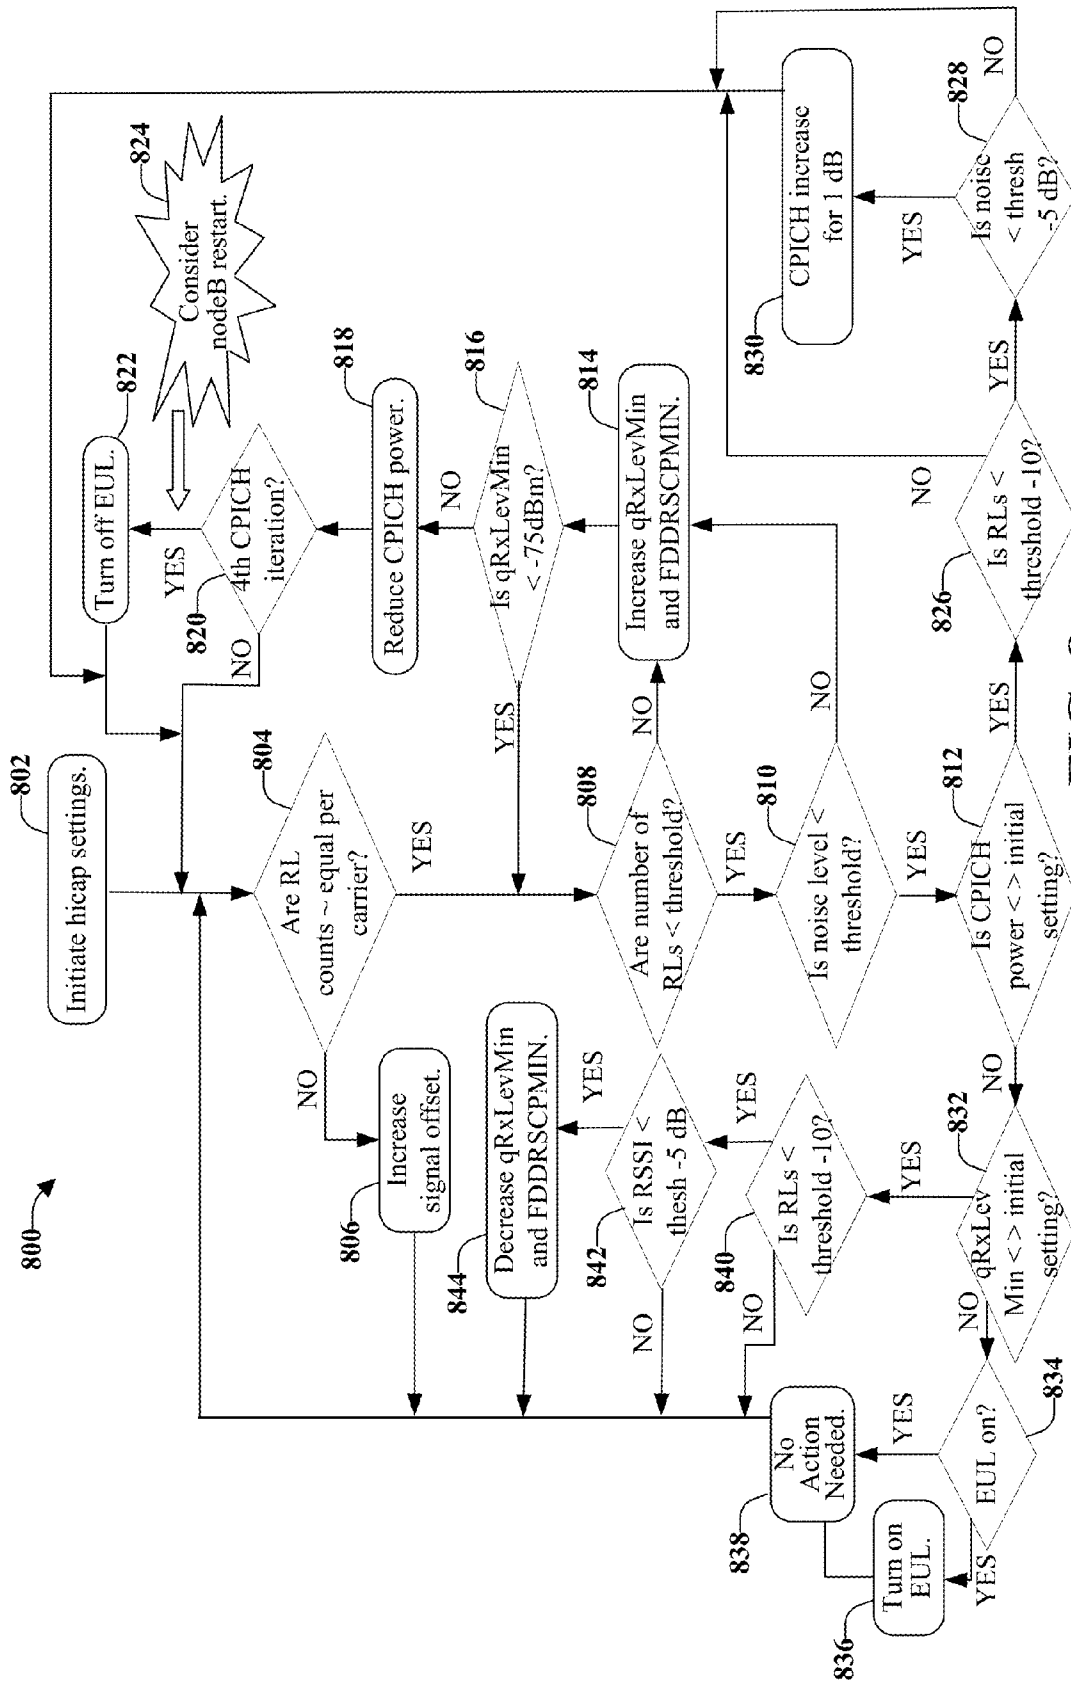 800
802
Initiate hicap settings.
Turn off EUL.
822
Consider
nodeB restart.
824
804
Are RL
counts ~ equal per
carrier?
NO
YES
820
4th CPICH
iteration?
YES
NO
806
Increase
signal offset.
818
Reduce CPICH power.
844
Decrease qRxLevMin
and FDDRSCPMIN.
816
Is qRxLevMin
< -75dBm?
NO
YES
842
Is RSSI <
thesh -5 dB
YES
NO
808
Are number of
RLs < threshold?
NO
YES
814
Increase qRxLevMin
and FDDRSCPMIN.
830
CPICH increase
for 1 dB
840
Is RLs <
threshold -10?
YES
NO
810
Is noise level <
threshold?
NO
YES
838
No
Action
Needed.
836
Turn on
EUL.
834
EUL on?
YES
YES
832
qRxLev
Min < > initial
setting?
YES
NO
812
Is CPICH
power < > initial
setting?
NO
YES
826
Is RLs <
threshold -10?
NO
YES
828
Is noise
< thresh
-5 dB?
YES
NO